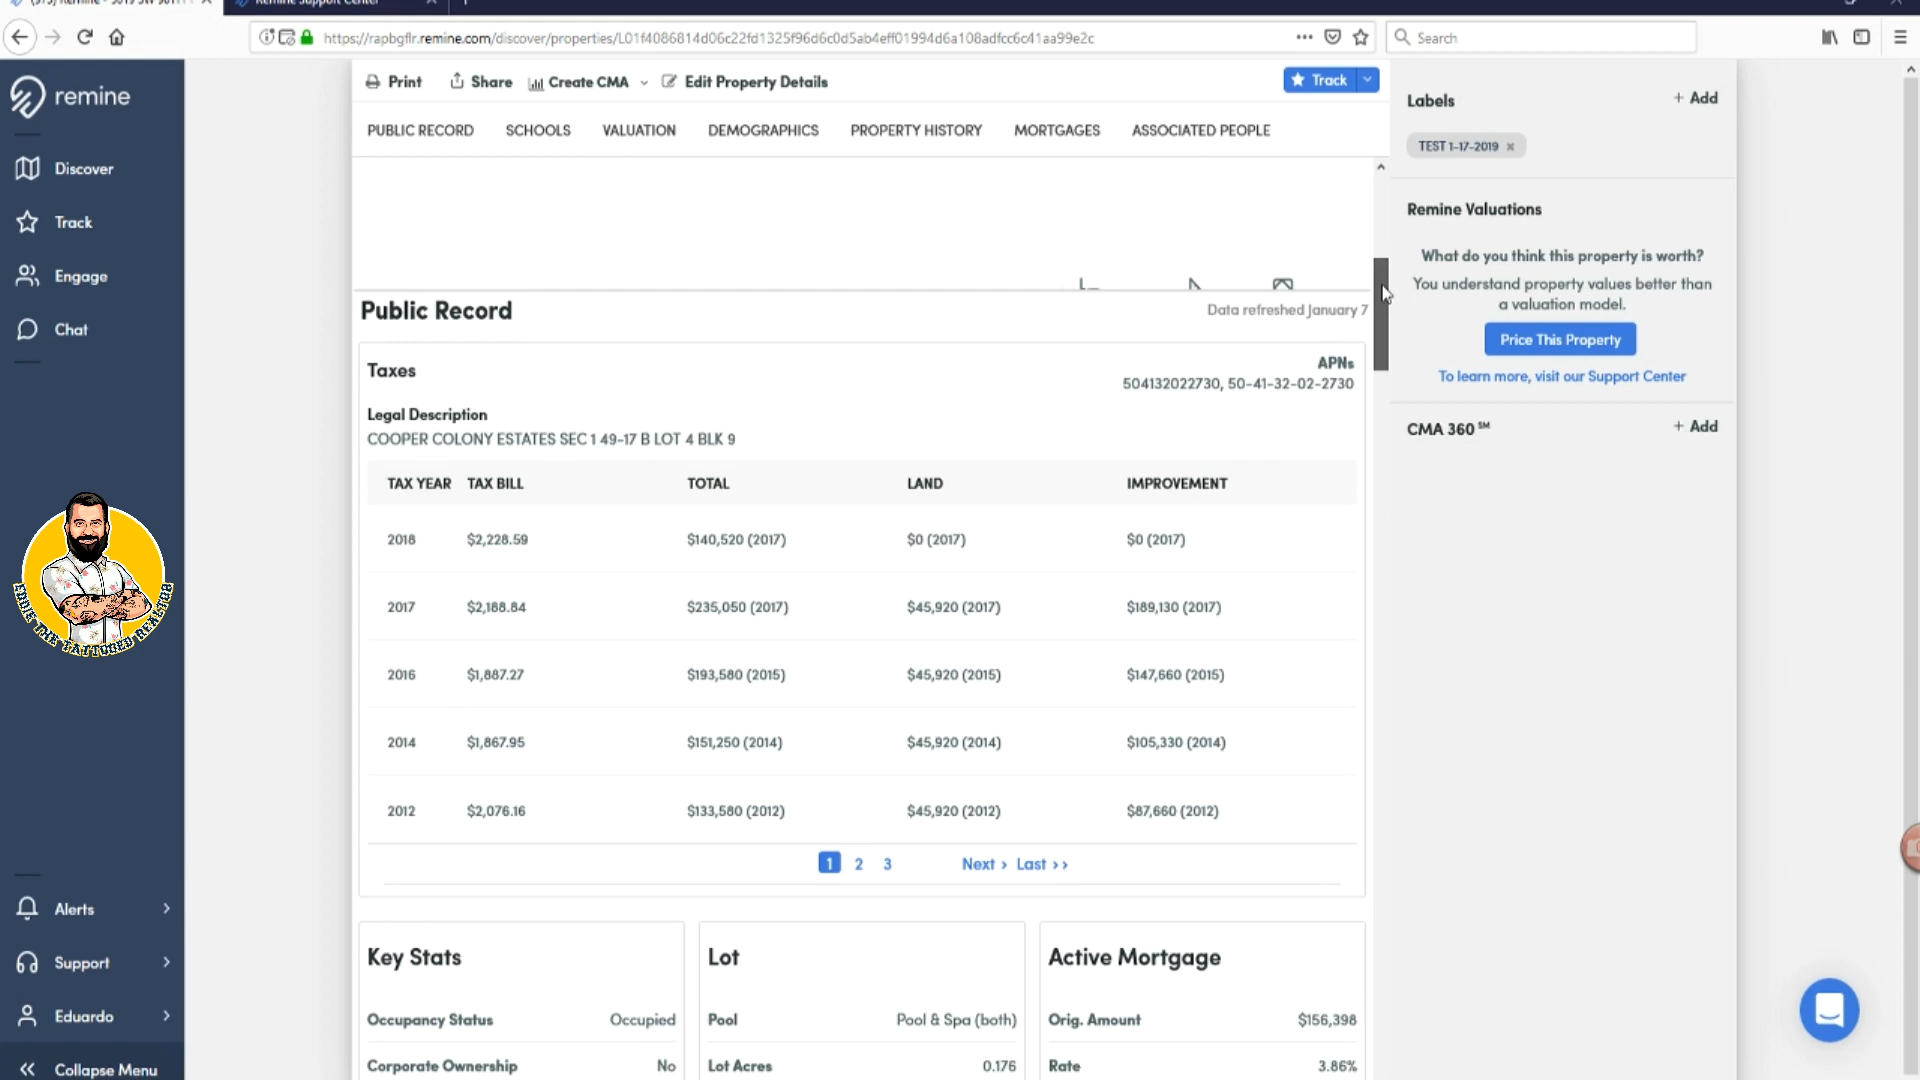 Remine Support Center
https://rapbgflr.remine.com/discover/properties/L01f4086814d06c22fd1325f96d6c0d5ab4eff01994d6a108adfcc6c41aa99e2c
Search
remine
Discover
Track
Engage
Chat
EDDIE THE TATTOOED REALTOR
Alerts
Support
Eduardo
Collapse Menu
Print
Share
Create CMA
Edit Property Details
Track
PUBLIC RECORD SCHOOLS VALUATION DEMOGRAPHICS PROPERTY HISTORY MORTGAGES ASSOCIATED PEOPLE
Public Record
Data refreshed January 7
Taxes
APNs
504132022730, 50-41-32-02-2730
Legal Description
COOPER COLONY ESTATES SEC 1 49-17 B LOT 4 BLK 9
TAX YEAR TAX BILL TOTAL LAND IMPROVEMENT
2018 $2,228.59 $140,520 (2017) $0 (2017) $0 (2017)
2017 $2,188.84 $235,050 (2017) $45,920 (2017) $189,130 (2017)
2016 $1,887.27 $193,580 (2015) $45,920 (2015) $147,660 (2015)
2014 $1,867.95 $151,250 (2014) $45,920 (2014) $105,330 (2014)
2012 $2,076.16 $133,580 (2012) $45,920 (2012) $87,660 (2012)
1 2 3 Next › Last ››
Key Stats
Occupancy Status Occupied
Corporate Ownership No
Lot
Pool Pool & Spa (both)
Lot Acres 0.176
Active Mortgage
Orig. Amount $156,398
Rate 3.86%
Labels
+ Add
TEST 1-17-2019 ×
Remine Valuations
What do you think this property is worth?
You understand property values better than
a valuation model.
Price This Property
To learn more, visit our Support Center
CMA 360 SM
+ Add